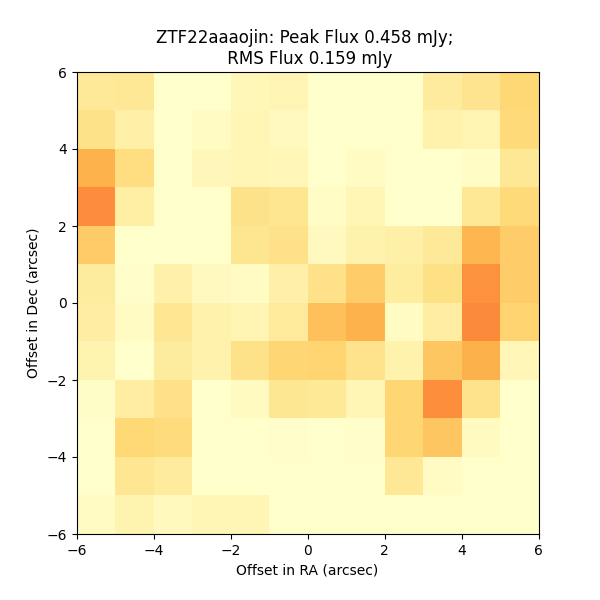 ZTF22aaaojin: Peak Flux 0.458 mJy;
RMS Flux 0.159 mJy
6
4
2
0
−2
−4
−6
Offset in Dec (arcsec)
−6 −4 −2 0 2 4 6
Offset in RA (arcsec)